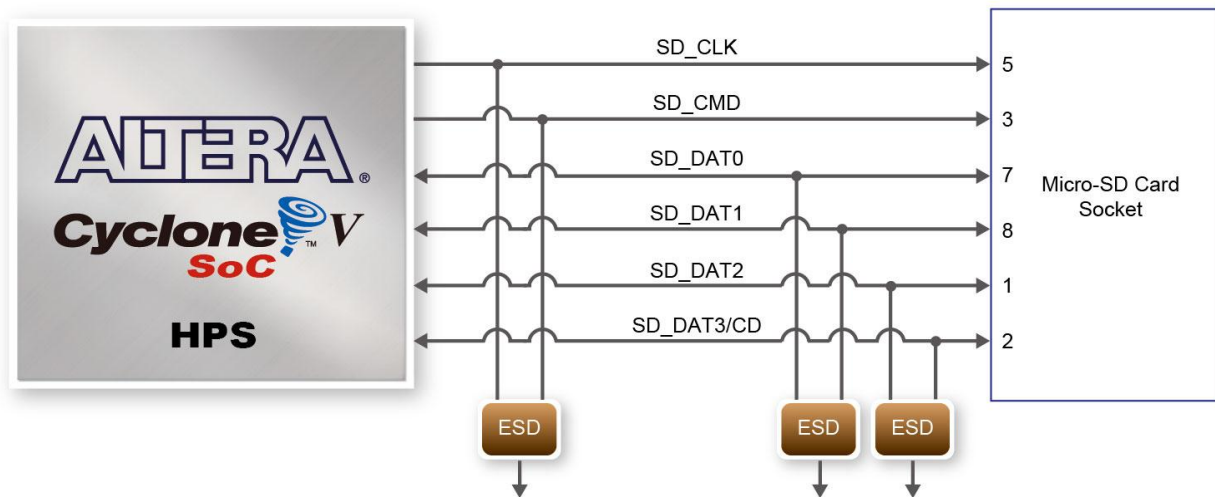 ALTERA®
Cyclone™ V
SoC
HPS
SD_CLK
5
SD_CMD
3
SD_DAT0
7
SD_DAT1
8
SD_DAT2
1
SD_DAT3/CD
2
Micro-SD Card
Socket
ESD
ESD
ESD